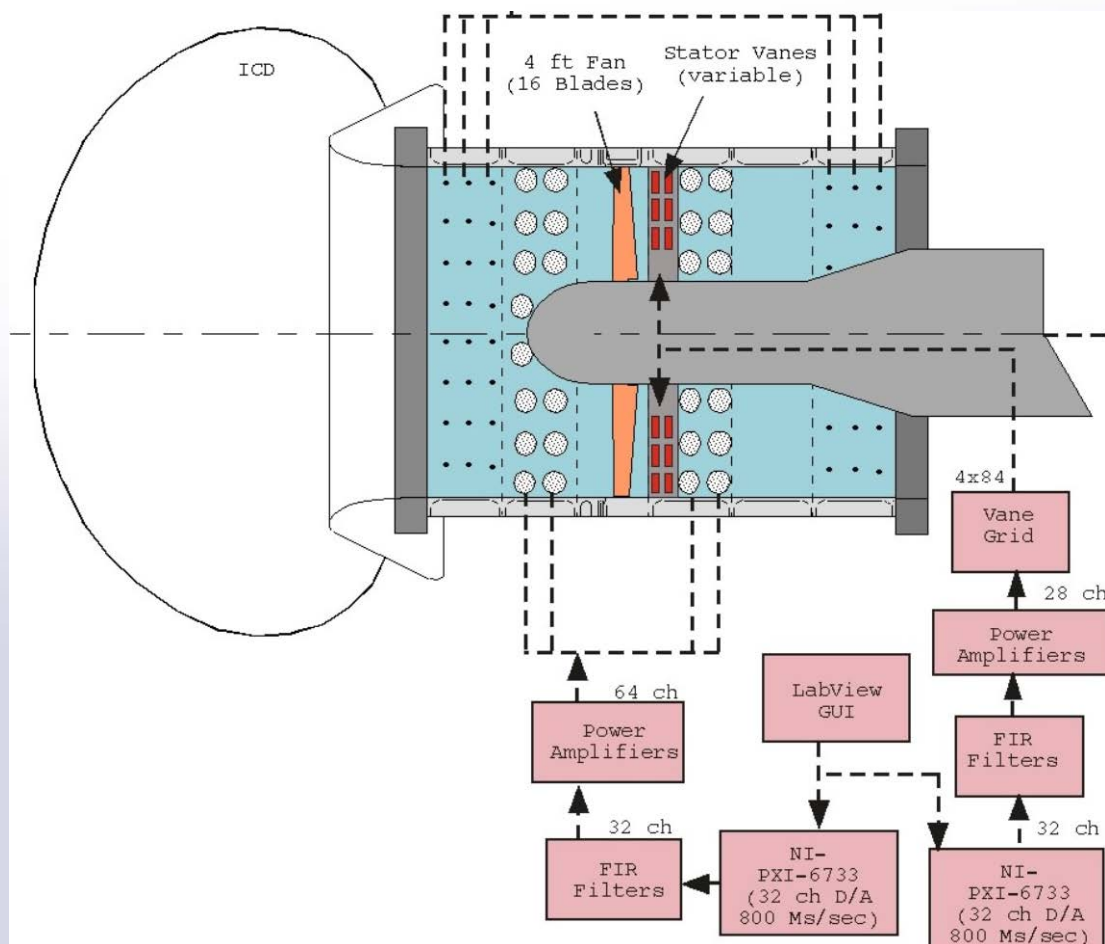 ICD
4 ft Fan
(16 Blades)
Stator Vanes
(variable)
4x84
Vane
Grid
28 ch
Power
Amplifiers
FIR
Filters
32 ch
NI-
PXI-6733
(32 ch D/A
800 Ms/sec)
LabView
GUI
64 ch
Power
Amplifiers
32 ch
FIR
Filters
NI-
PXI-6733
(32 ch D/A
800 Ms/sec)